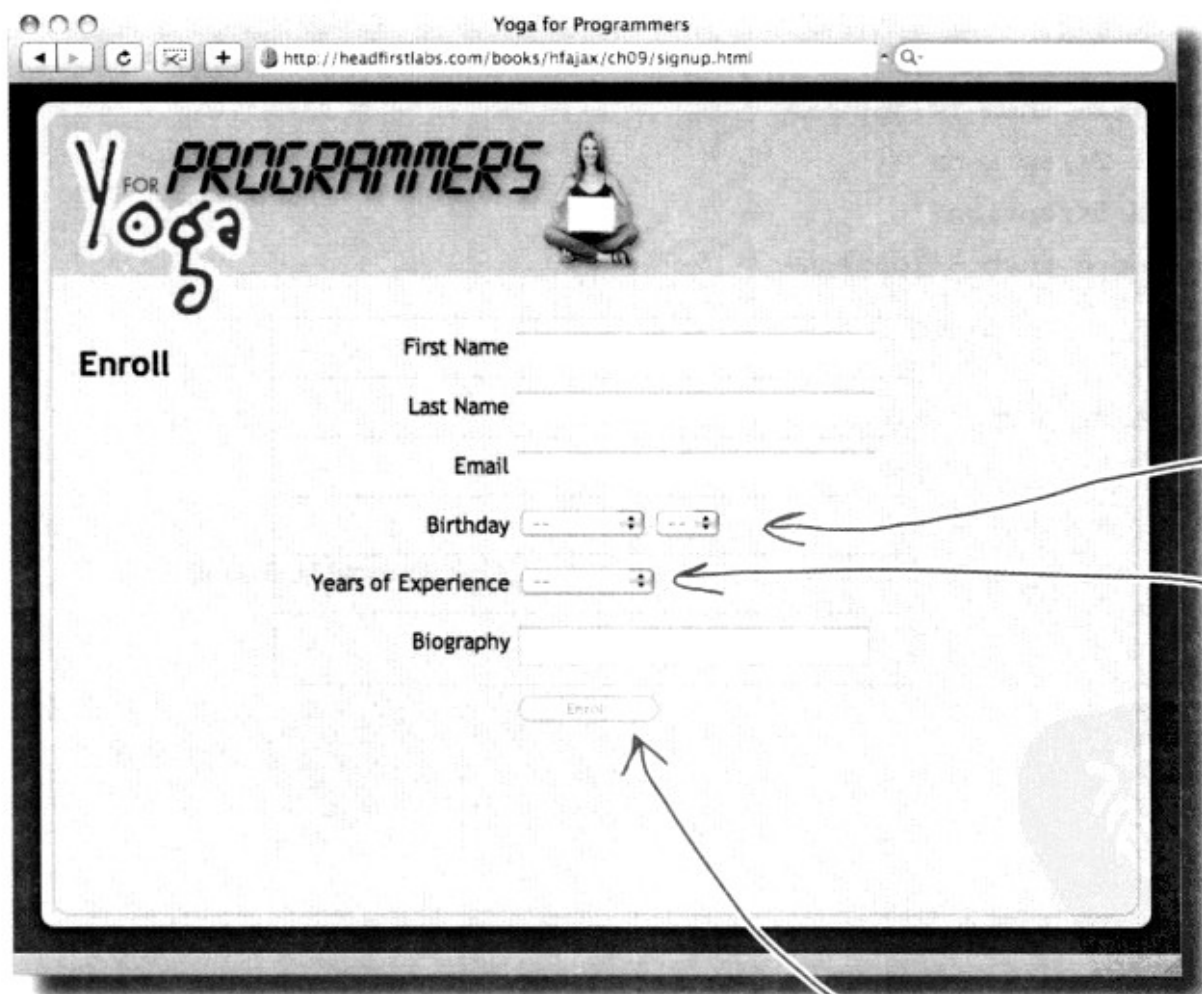 Yoga for Programmers
http://headfirstlabs.com/books/hfajax/ch09/signup.html
Yoga FOR PROGRAMMERS
Enroll
First Name
Last Name
Email
Birthday -- --
Years of Experience --
Biography
Enroll